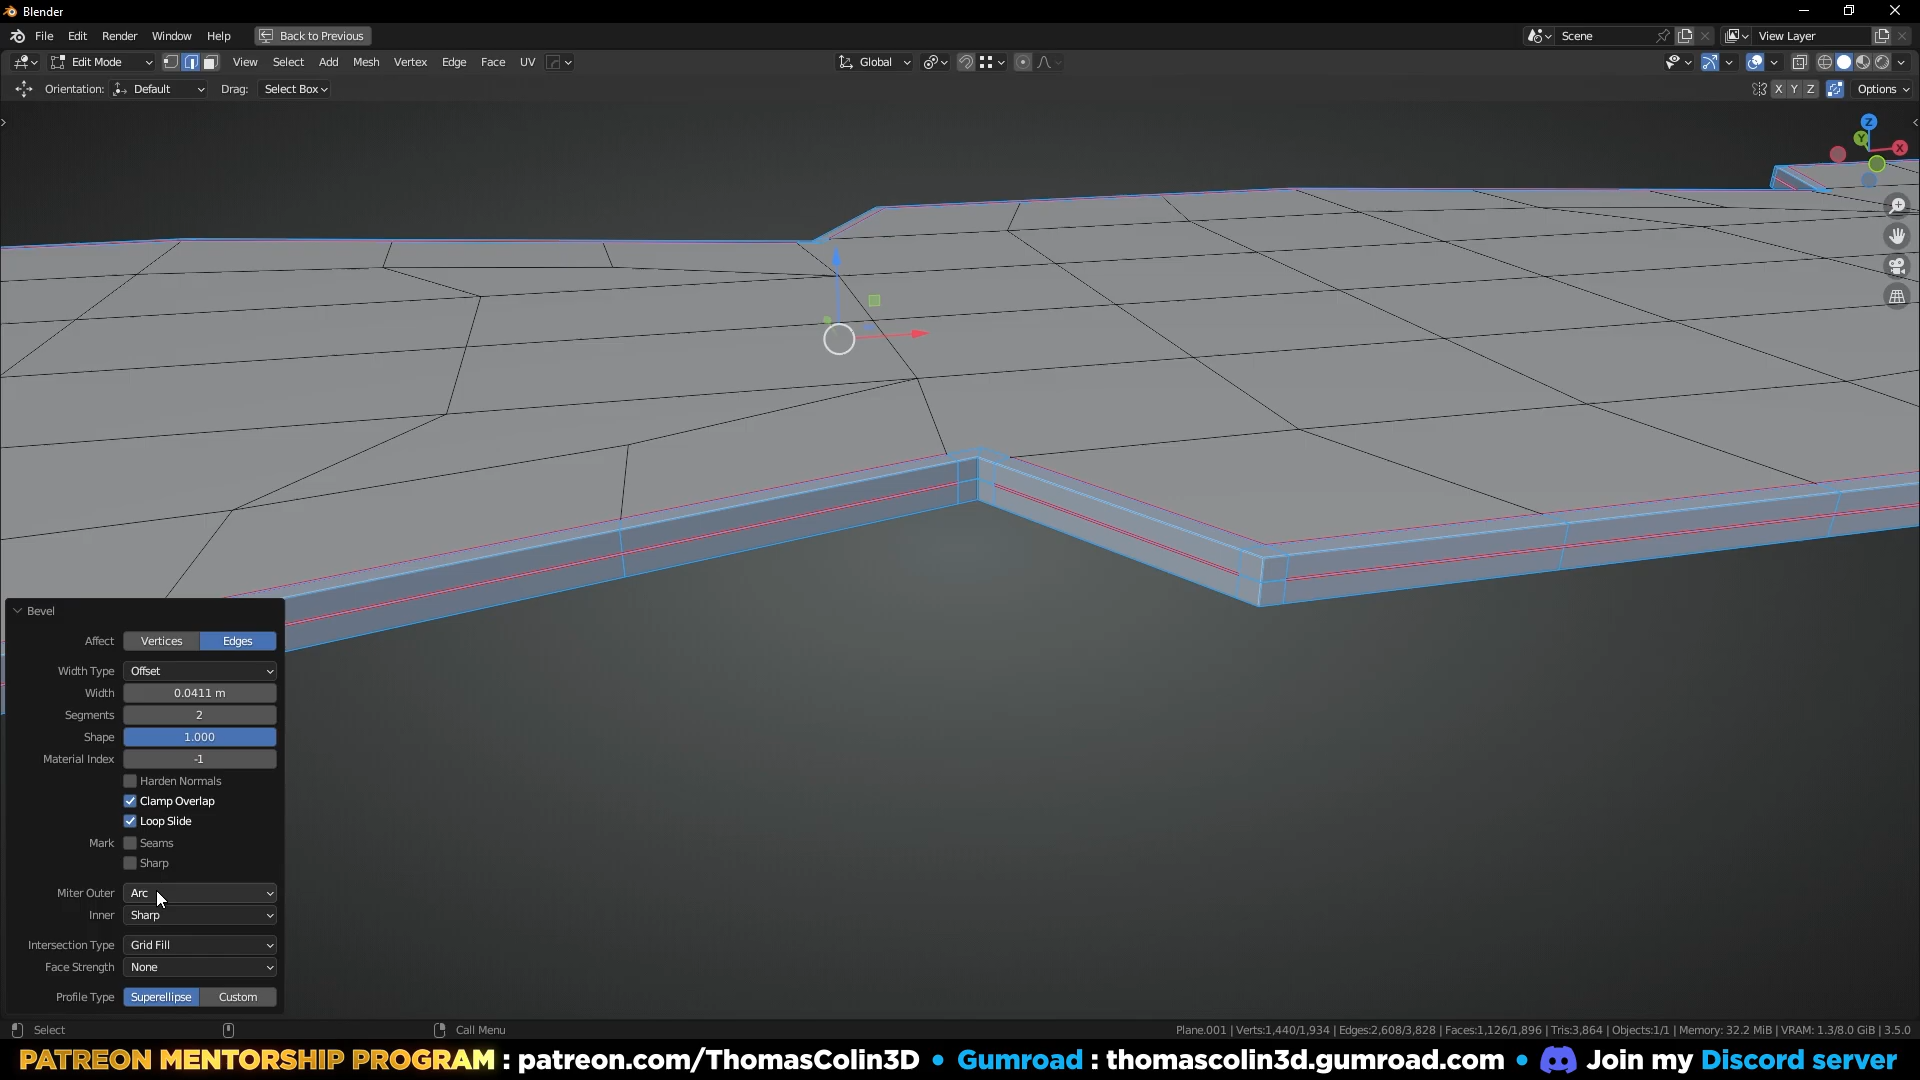 Blender
File Edit Render Window Help Back to Previous Scene View Layer
Edit Mode View Select Add Mesh Vertex Edge Face UV Global
Orientation: Default Drag: Select Box X Y Z Options
Z
Y
X
Bevel
Affect Vertices Edges
Width Type Offset
Width 0.0411 m
Segments 2
Shape 1.000
Material Index -1
Harden Normals
Clamp Overlap
Loop Slide
Mark Seams
Sharp
Miter Outer Arc
Inner Sharp
Intersection Type Grid Fill
Face Strength None
Profile Type Superellipse Custom
Select Call Menu Plane.001 | Verts:1,440/1,934 | Edges:2,608/3,828 | Faces:1,126/1,896 | Tris:3,864 | Objects:1/1 | Memory: 32.2 MiB | VRAM: 1.3/8.0 GiB | 3.5.0
PATREON MENTORSHIP PROGRAM : patreon.com/ThomasColin3D • Gumroad : thomascolin3d.gumroad.com • Join my Discord server